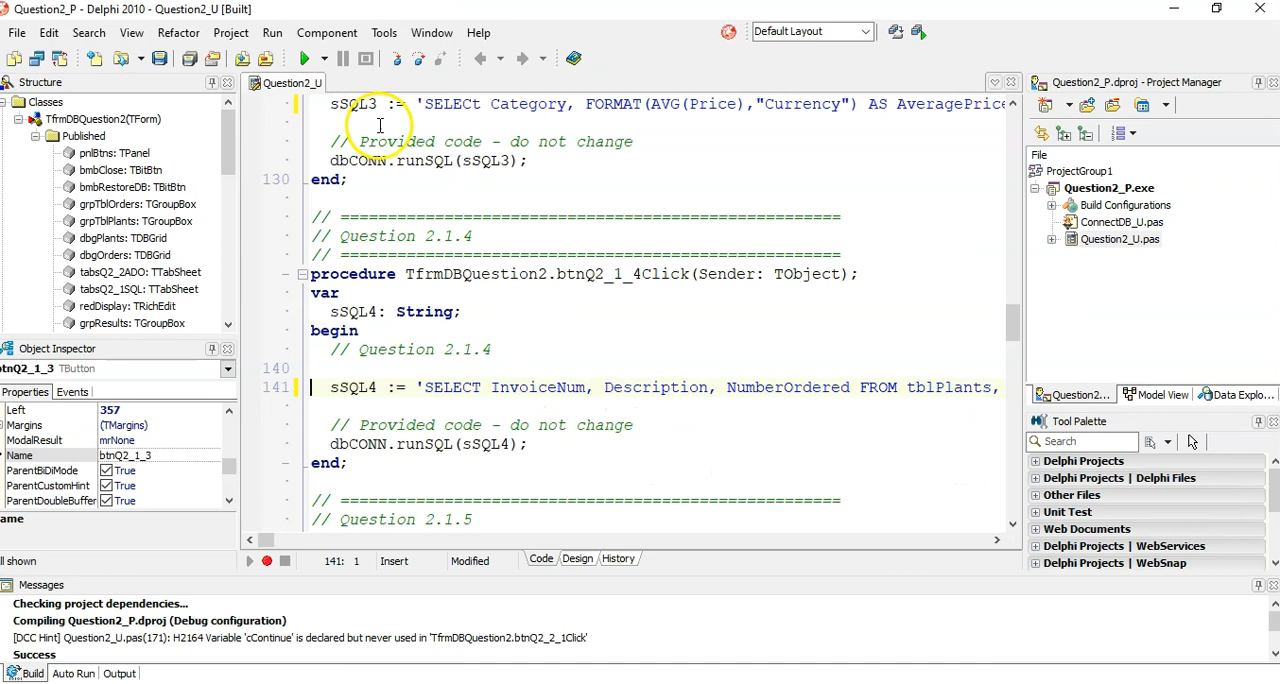 Question2_P - Delphi 2010 - Question2_U [Built]
File Edit Search View Refactor Project Run Component Tools Window Help
Default Layout
Structure
Classes
TfrmDBQuestion2(TForm)
Published
pnlBtns: TPanel
bmbClose: TBitBtn
bmbRestoreDB: TBitBtn
grpTblOrders: TGroupBox
grpTblPlants: TGroupBox
dbgPlants: TDBGrid
dbgOrders: TDBGrid
tabsQ2_2ADO: TTabSheet
tabsQ2_1SQL: TTabSheet
redDisplay: TRichEdit
grpResults: TGroupBox
Object Inspector
tnQ2_1_3 TButton
Properties Events
Left 357
Margins (TMargins)
ModalResult mrNone
Name btnQ2_1_3
ParentBiDiMode True
ParentCustomHint True
ParentDoubleBuffer True
ame
ll shown
Question2_U
sSQL3 := 'SELECt Category, FORMAT(AVG(Price),"Currency") AS AveragePrice
// Provided code - do not change
dbCONN.runSQL(sSQL3);
130 end;
// =====================================================
// Question 2.1.4
// =====================================================
procedure TfrmDBQuestion2.btnQ2_1_4Click(Sender: TObject);
var
sSQL4: String;
begin
// Question 2.1.4
140
141 sSQL4 := 'SELECT InvoiceNum, Description, NumberOrdered FROM tblPlants,
// Provided code - do not change
dbCONN.runSQL(sSQL4);
end;
// =====================================================
// Question 2.1.5
141: 1 Insert Modified Code Design History
Question2_P.dproj - Project Manager
File
ProjectGroup1
Question2_P.exe
Build Configurations
ConnectDB_U.pas
Question2_U.pas
Question2... Model View Data Explo...
Tool Palette
Search
Delphi Projects
Delphi Projects | Delphi Files
Other Files
Unit Test
Web Documents
Delphi Projects | WebServices
Delphi Projects | WebSnap
Messages
Checking project dependencies...
Compiling Question2_P.dproj (Debug configuration)
[DCC Hint] Question2_U.pas(171): H2164 Variable 'cContinue' is declared but never used in 'TfrmDBQuestion2.btnQ2_2_1Click'
Success
Build Auto Run Output